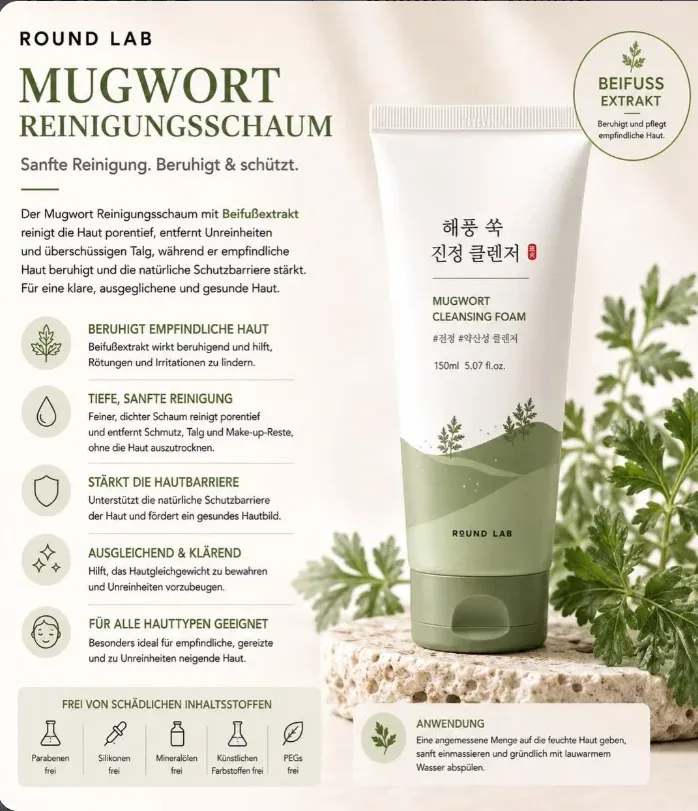 ROUND LAB
MUGWORT
REINIGUNGSSCHAUM
Sanfte Reinigung. Beruhigt & schützt.
Der Mugwort Reinigungsschaum mit Beifußextrakt
reinigt die Haut porentief, entfernt Unreinheiten
und überschüssigen Talg, während er empfindliche
Haut beruhigt und die natürliche Schutzbarriere stärkt.
Für eine klare, ausgeglichene und gesunde Haut.
BERUHIGT EMPFINDLICHE HAUT
Beifußextrakt wirkt beruhigend und hilft,
Rötungen und Irritationen zu lindern.
TIEFE, SANFTE REINIGUNG
Feiner, dichter Schaum reinigt porentief
und entfernt Schmutz, Talg und Make-up-Reste,
ohne die Haut auszutrocknen.
STÄRKT DIE HAUTBARRIERE
Unterstützt die natürliche Schutzbarriere
der Haut und fördert ein gesundes Hautbild.
AUSGLEICHEND & KLÄREND
Hilft, das Hautgleichgewicht zu bewahren
und Unreinheiten vorzubeugen.
FÜR ALLE HAUTTYPEN GEEIGNET
Besonders ideal für empfindliche, gereizte
und zu Unreinheiten neigende Haut.
FREI VON SCHÄDLICHEN INHALTSSTOFFEN
Parabenen
frei
Silikonen
frei
Mineralölen
frei
Künstlichen
Farbstoffen frei
PEGs
frei
BEIFUSS
EXTRAKT
Beruhigt und pflegt
empfindliche Haut.
해풍 쑥
진정 클렌저
MUGWORT
CLEANSING FOAM
#진정 #약산성 클렌저
150ml 5.07 fl.oz.
ROUND LAB
ANWENDUNG
Eine angemessene Menge auf die feuchte Haut geben,
sanft einmassieren und gründlich mit lauwarmem
Wasser abspülen.